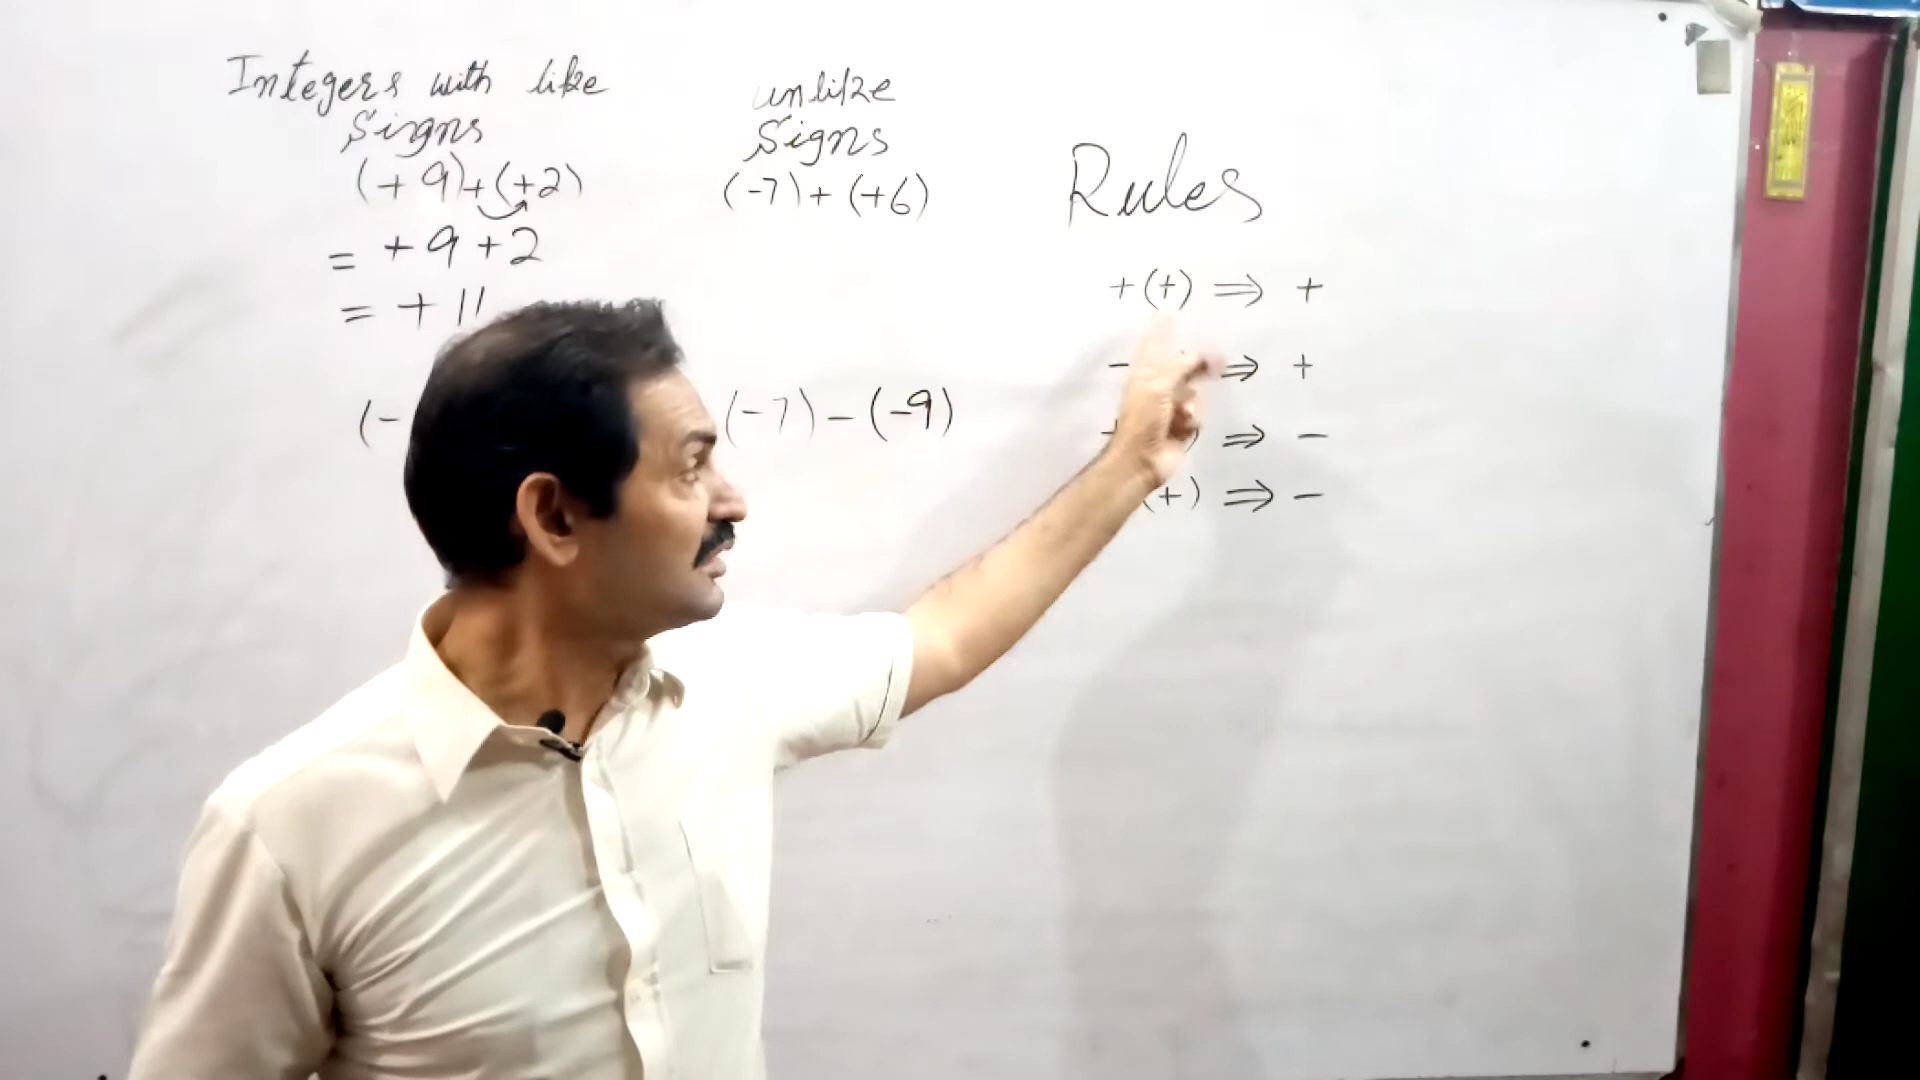 Integers with like
Signs
(+9)+(+2)
= +9+2
= +11
(-
unlike
Signs
(-7)+(+6)
(-7)-(-9)
Rules
+(+) ⇒ +
- ⇒ +
+ ) ⇒ -
(+) ⇒ -